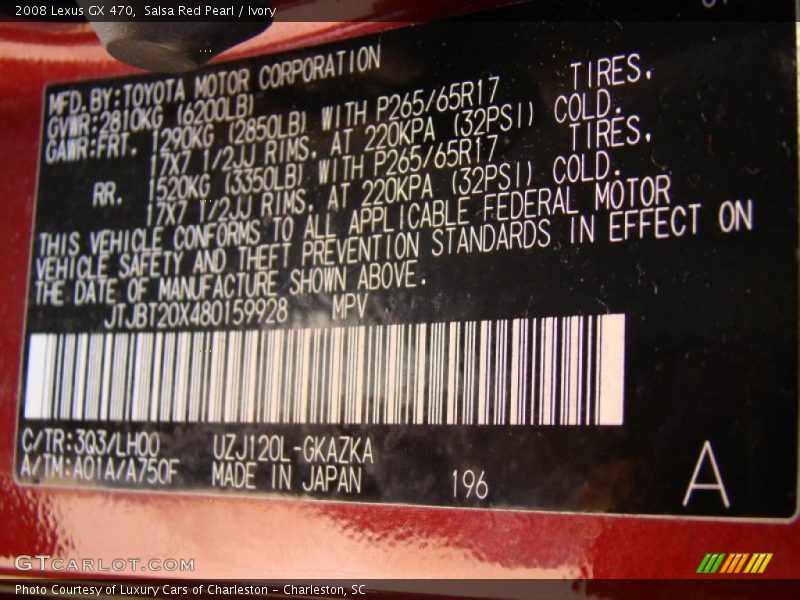 2008 Lexus GX 470, Salsa Red Pearl / Ivory
MFD. BY: TOYOTA MOTOR CORPORATION
GVWR: 2810KG (6200LB)
GAWR: FRT. 1290KG (2850LB) WITH P265/65R17 TIRES,
17X7 1/2JJ RIMS, AT 220KPA (32PSI) COLD.
RR. 1520KG (3350LB) WITH P265/65R17 TIRES,
17X7 1/2JJ RIMS, AT 220KPA (32PSI) COLD.
THIS VEHICLE CONFORMS TO ALL APPLICABLE FEDERAL MOTOR
VEHICLE SAFETY AND THEFT PREVENTION STANDARDS IN EFFECT ON
THE DATE OF MANUFACTURE SHOWN ABOVE.
JTJBT20X480159928 MPV
C/TR: 3Q3/LH00 UZJ120L-GKAZKA
A/TM: A01A/A750F MADE IN JAPAN 196 A
GTCARLOT.COM
Photo Courtesy of Luxury Cars of Charleston - Charleston, SC